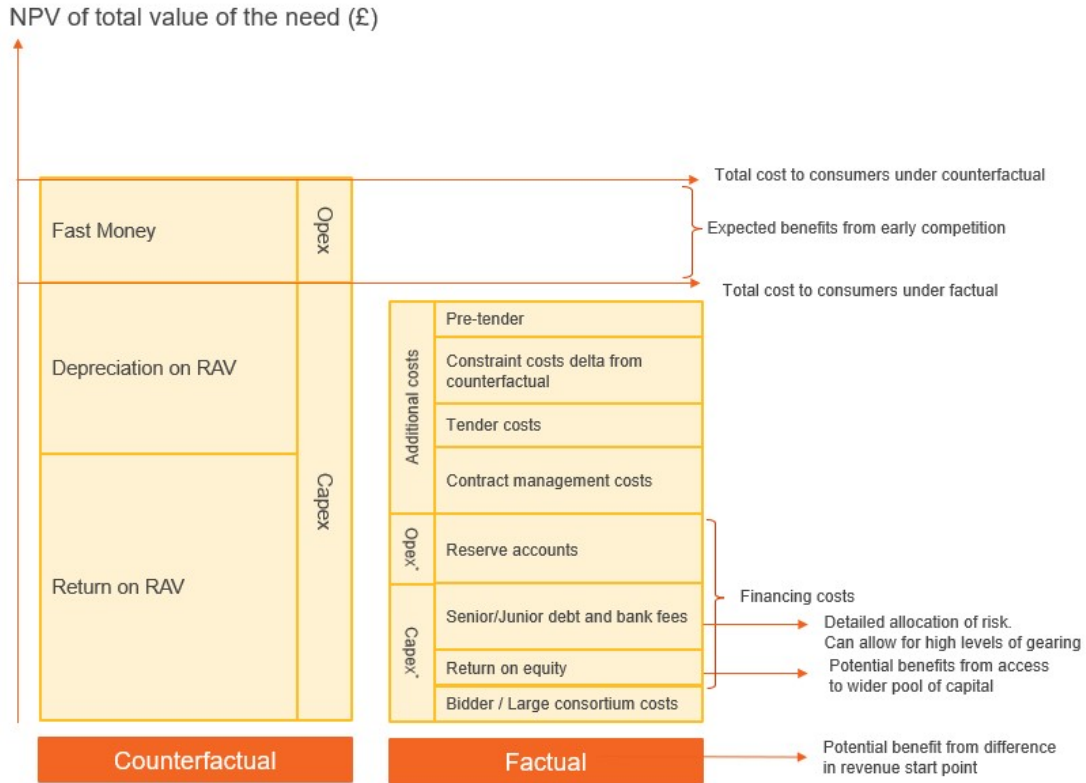 NPV of total value of the need (£)
Total cost to consumers under counterfactual
Fast Money
Opex
Expected benefits from early competition
Total cost to consumers under factual
Depreciation on RAV
Capex
Return on RAV
Additional costs
Pre-tender
Constraint costs delta from
counterfactual
Tender costs
Contract management costs
Opex*
Reserve accounts
Capex*
Senior/Junior debt and bank fees
Return on equity
Bidder / Large consortium costs
Financing costs
Detailed allocation of risk.
Can allow for high levels of gearing
Potential benefits from access
to wider pool of capital
Counterfactual
Factual
Potential benefit from difference
in revenue start point